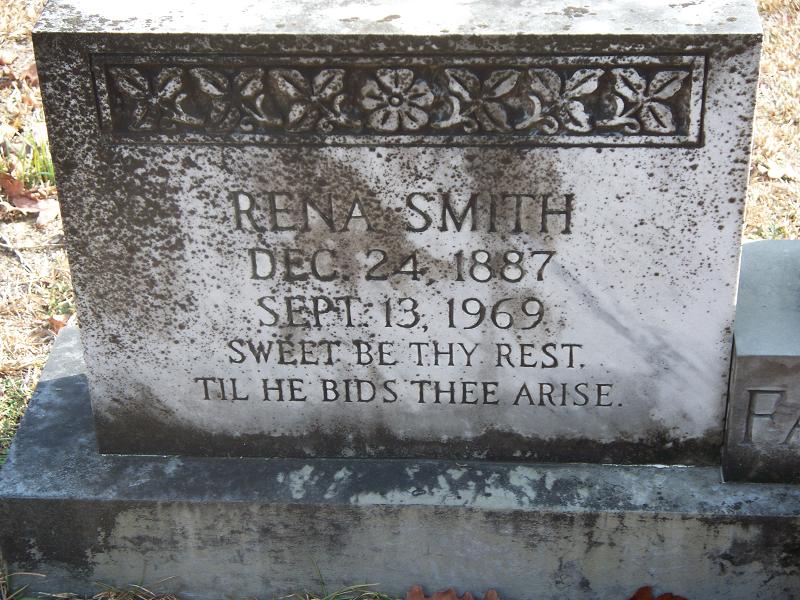 RENA SMITH
DEC. 24, 1887
SEPT. 13, 1969
SWEET BE THY REST.
TIL HE BIDS THEE ARISE.